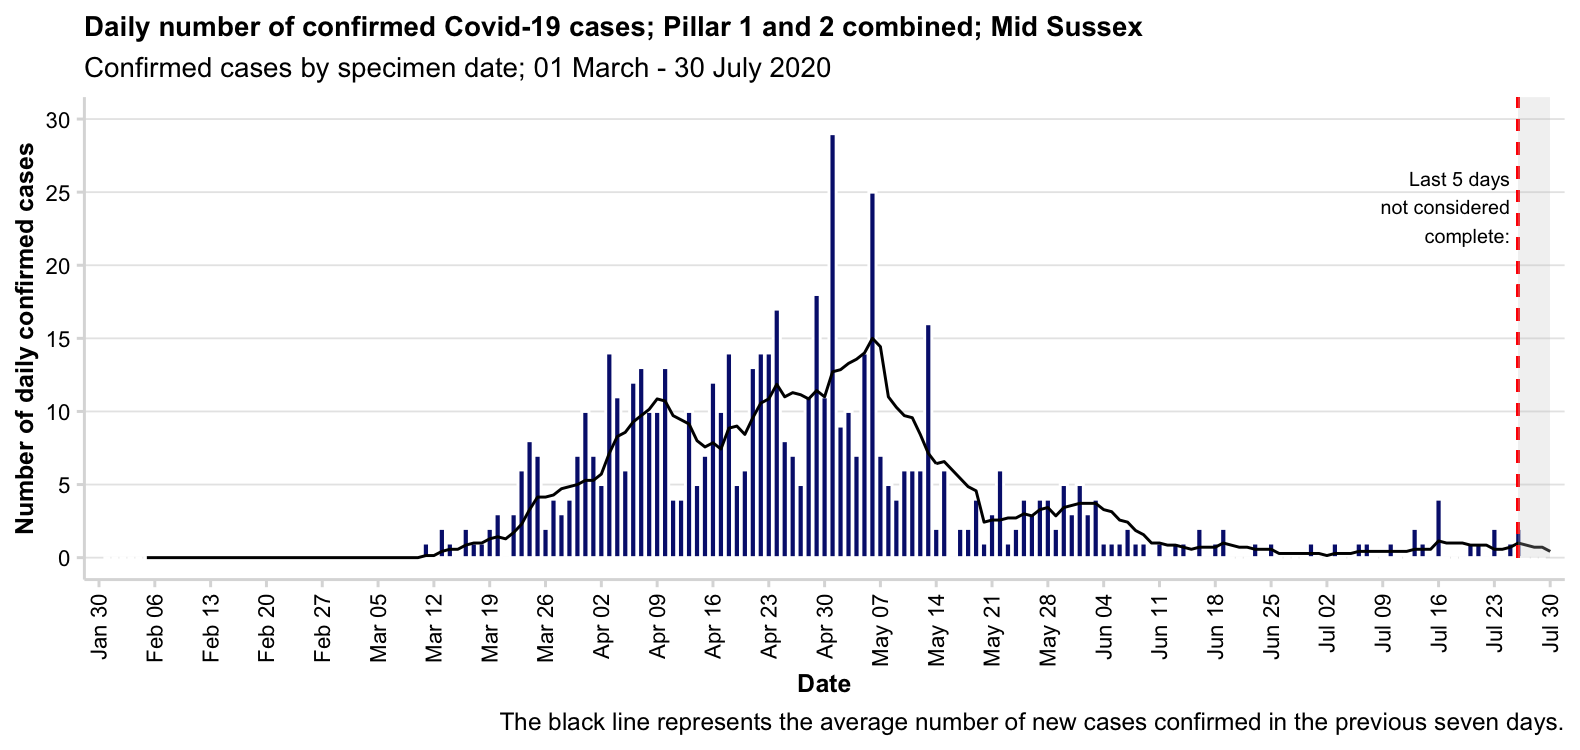 Daily number of confirmed Covid-19 cases; Pillar 1 and 2 combined; Mid Sussex
Confirmed cases by specimen date; 01 March - 30 July 2020
Number of daily confirmed cases
30
25
20
15
10
5
0
Last 5 days
not considered
complete:
Jan 30
Feb 06
Feb 13
Feb 20
Feb 27
Mar 05
Mar 12
Mar 19
Mar 26
Apr 02
Apr 09
Apr 16
Apr 23
Apr 30
May 07
May 14
May 21
May 28
Jun 04
Jun 11
Jun 18
Jun 25
Jul 02
Jul 09
Jul 16
Jul 23
Jul 30
Date
The black line represents the average number of new cases confirmed in the previous seven days.